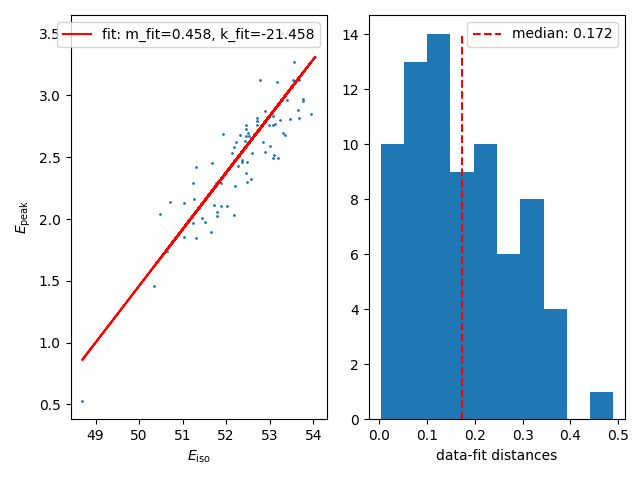 fit: m_fit=0.458, k_fit=-21.458
3.5
3.0
2.5
2.0
1.5
1.0
0.5
E_peak
49 50 51 52 53 54
E_iso
median: 0.172
14
12
10
8
6
4
2
0
0.0 0.1 0.2 0.3 0.4 0.5
data-fit distances